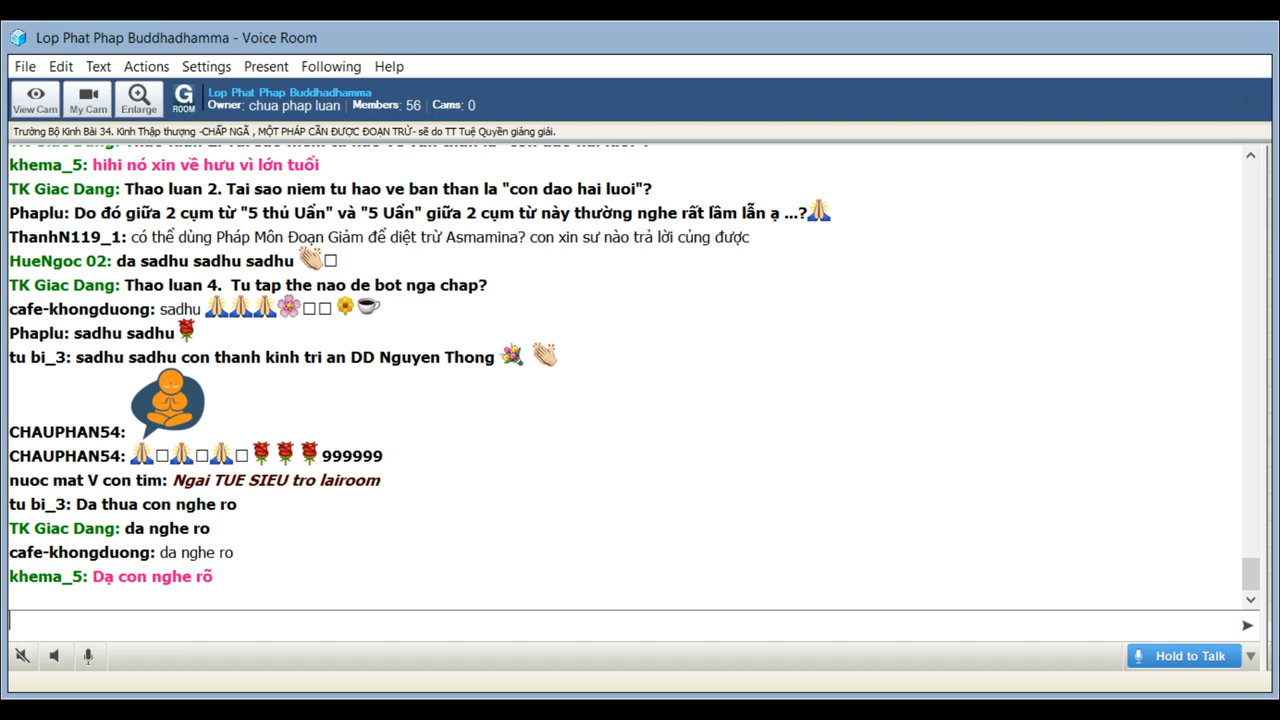 Lop Phat Phap Buddhadhamma - Voice Room
File Edit Text Actions Settings Present Following Help
View Cam My Cam Enlarge G ROOM Lop Phat Phap Buddhadhamma
Owner: chua phap luan Members: 56 Cams: 0
Trường Bộ Kinh Bài 34. Kinh Thập thượng -CHẤP NGÃ , MỘT PHÁP CẦN ĐƯỢC ĐOẠN TRỪ- sẽ do TT Tuệ Quyền giảng giải.
khema_5: hihi nó xin về hưu vì lớn tuổi
TK Giac Dang: Thao luan 2. Tai sao niem tu hao ve ban than la "con dao hai luoi"?
Phaplu: Do đó giữa 2 cụm từ "5 thủ Uẩn" và "5 Uẩn" giữa 2 cụm từ này thường nghe rất lầm lẫn ạ ...?
ThanhN119_1: có thể dùng Pháp Môn Đoạn Giảm để diệt trừ Asmamina? con xin sư nào trả lời củng được
HueNgoc 02: da sadhu sadhu sadhu
TK Giac Dang: Thao luan 4. Tu tap the nao de bot nga chap?
cafe-khongduong: sadhu
Phaplu: sadhu sadhu
tu bi_3: sadhu sadhu con thanh kinh tri an DD Nguyen Thong
CHAUPHAN54:
CHAUPHAN54: 999999
nuoc mat V con tim: Ngai TUE SIEU tro lairoom
tu bi_3: Da thua con nghe ro
TK Giac Dang: da nghe ro
cafe-khongduong: da nghe ro
khema_5: Dạ con nghe rõ
Hold to Talk